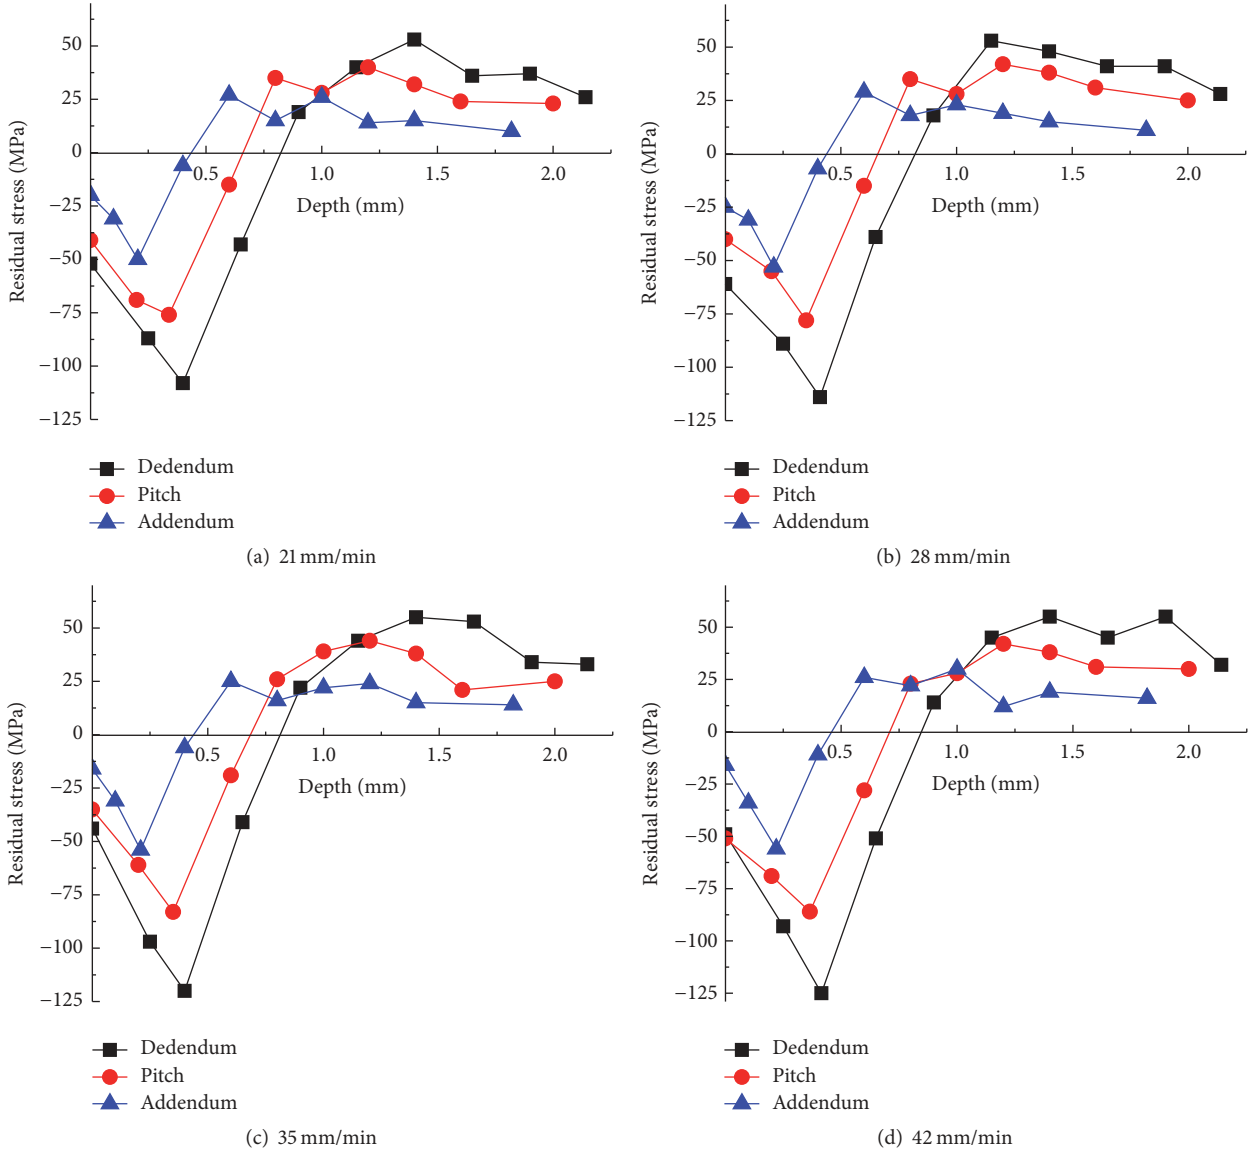 50
25
0
−25
−50
−75
−100
−125
Residual stress (MPa)
0.5 1.0 1.5 2.0
Depth (mm)
Dedendum
Pitch
Addendum
(a) 21 mm/min
50
25
0
−25
−50
−75
−100
−125
Residual stress (MPa)
0.5 1.0 1.5 2.0
Depth (mm)
Dedendum
Pitch
Addendum
(b) 28 mm/min
50
25
0
−25
−50
−75
−100
−125
Residual stress (MPa)
0.5 1.0 1.5 2.0
Depth (mm)
Dedendum
Pitch
Addendum
(c) 35 mm/min
50
25
0
−25
−50
−75
−100
−125
Residual stress (MPa)
0.5 1.0 1.5 2.0
Depth (mm)
Dedendum
Pitch
Addendum
(d) 42 mm/min